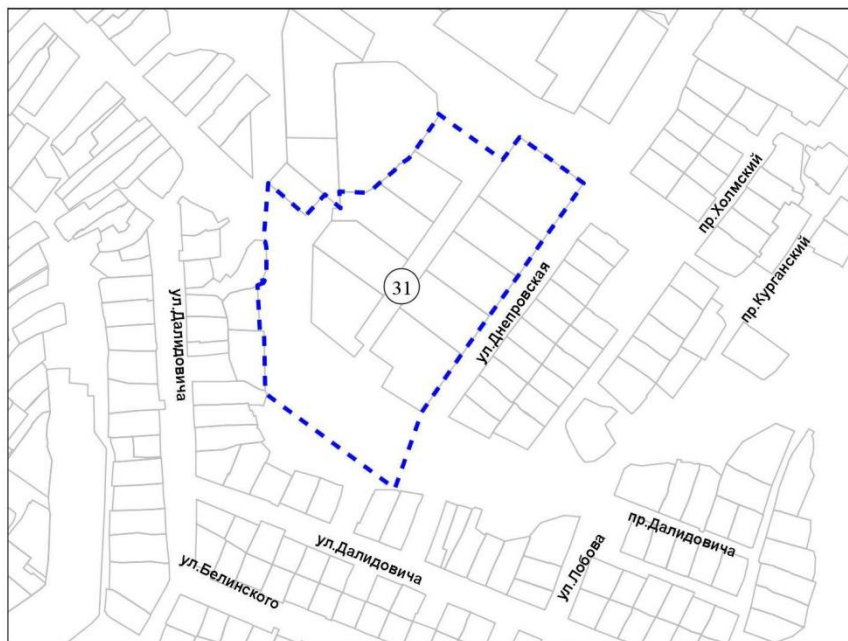 пр.Холмский
пр.Курганский
31
ул.Днепровская
ул.Далидовича
пр.Далидовича
ул.Далидовича
ул.Лобова
ул.Белинского